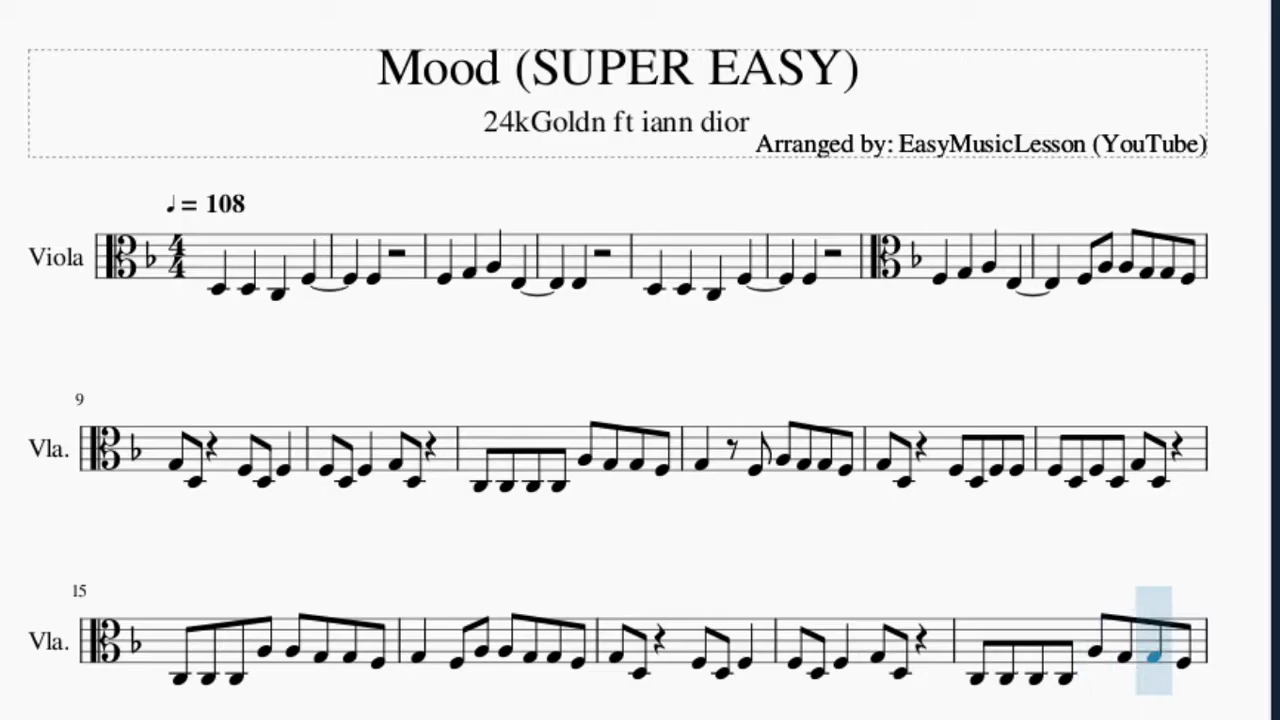 Mood (SUPER EASY)
24kGoldn ft iann dior
Arranged by: EasyMusicLesson (YouTube)
♩ = 108
Viola
4
4
9
Vla.
15
Vla.